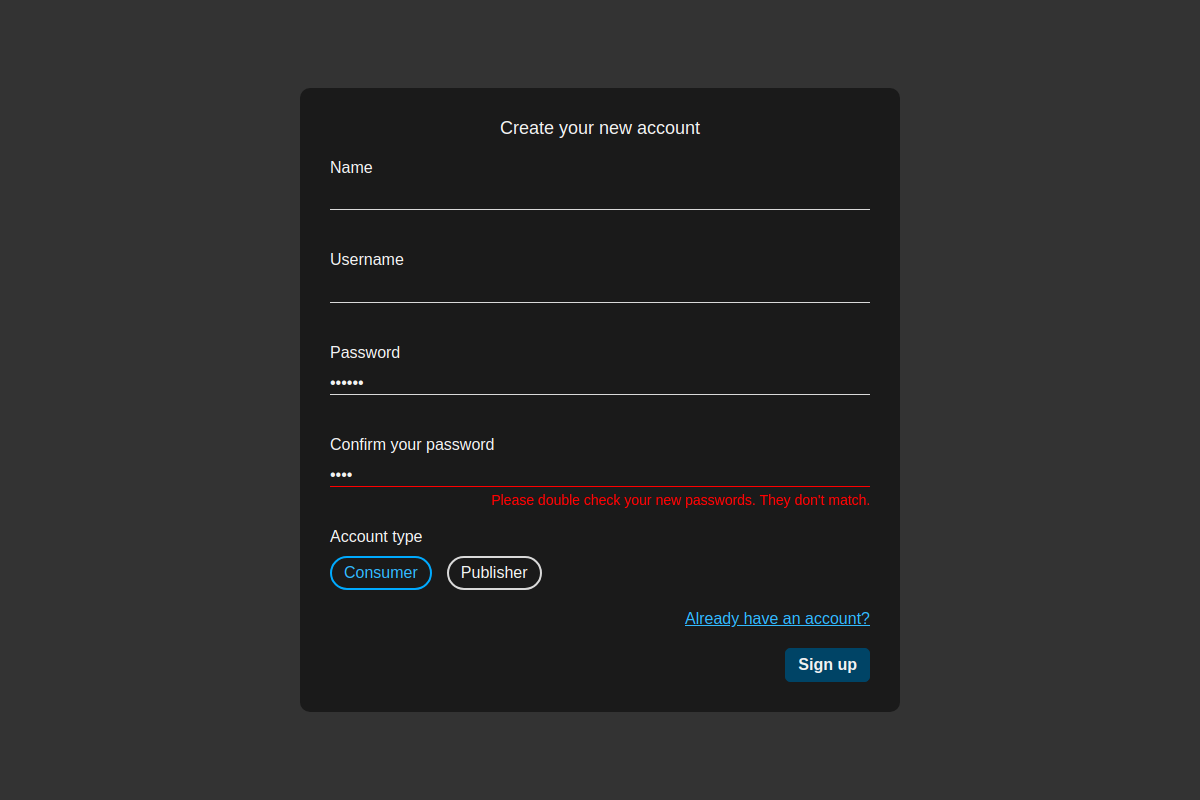 Create your new account
Name
Username
Password
••••••
Confirm your password
••••
Please double check your new passwords. They don't match.
Account type
Consumer Publisher
Already have an account?
Sign up